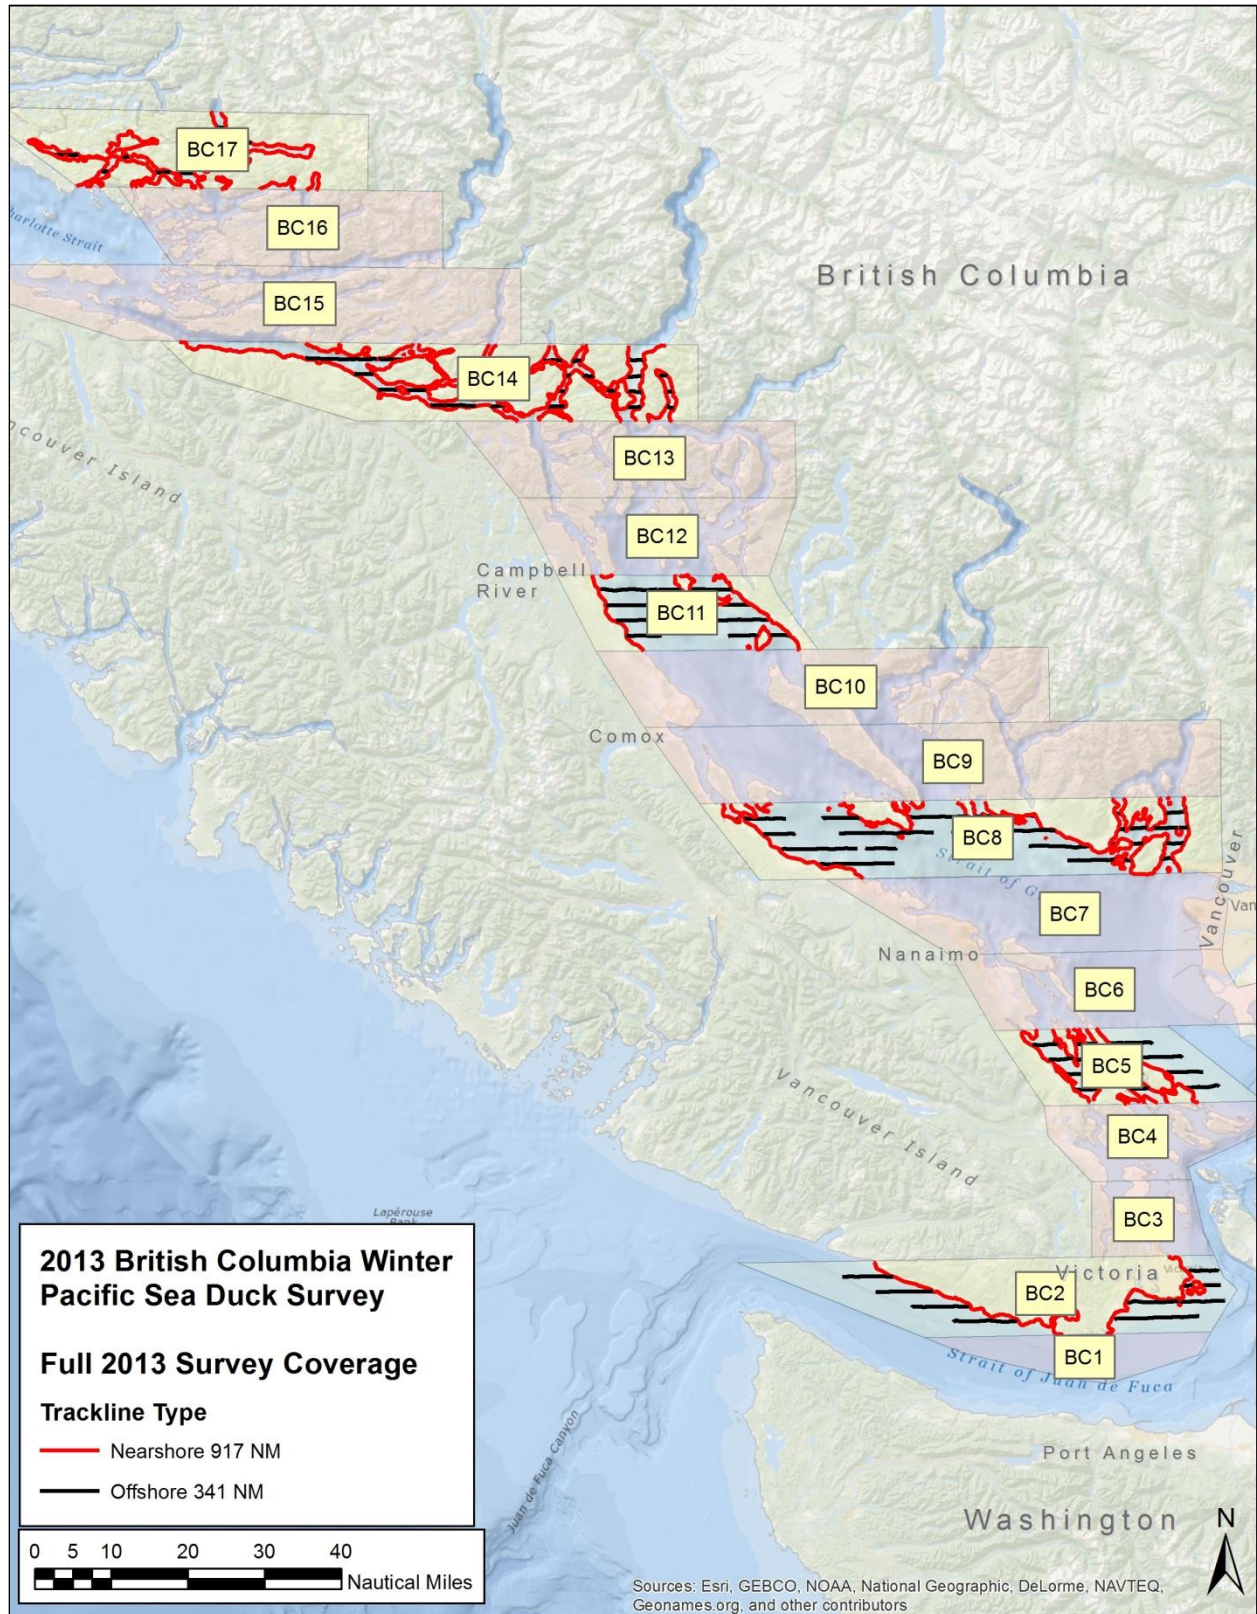 BC17
BC16
harlotte Strait
BC15
British Columbia
BC14
ncouver Island
BC13
BC12
Campbell
River
BC11
BC10
Comox
BC9
BC8
Strait of G
Vancouver
Van
BC7
Nanaimo
BC6
BC5
Vancouver Island
BC4
BC3
Lapérouse
Bank
Victoria
BC2
BC1
Strait of Juan de Fuca
Juan de Fuca Canyon
Port Angeles
Washington
N
2013 British Columbia Winter
Pacific Sea Duck Survey
Full 2013 Survey Coverage
Trackline Type
Nearshore 917 NM
Offshore 341 NM
0 5 10 20 30 40
Nautical Miles
Sources: Esri, GEBCO, NOAA, National Geographic, DeLorme, NAVTEQ,
Geonames.org, and other contributors